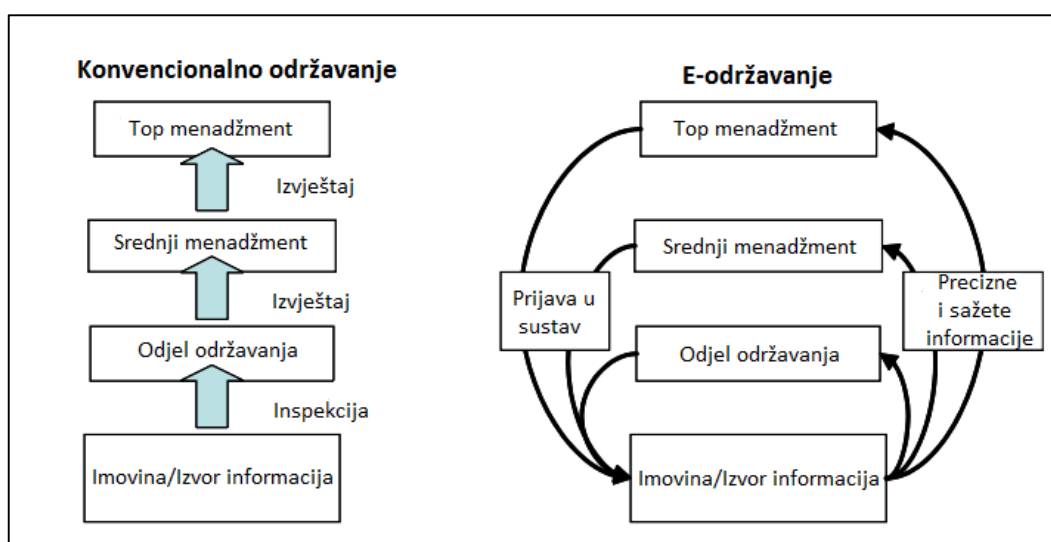 Konvencionalno održavanje
Top menadžment
Izvještaj
Srednji menadžment
Izvještaj
Odjel održavanja
Inspekcija
Imovina/Izvor informacija
E-održavanje
Top menadžment
Srednji menadžment
Prijava u
sustav
Precizne
i sažete
informacije
Odjel održavanja
Imovina/Izvor informacija